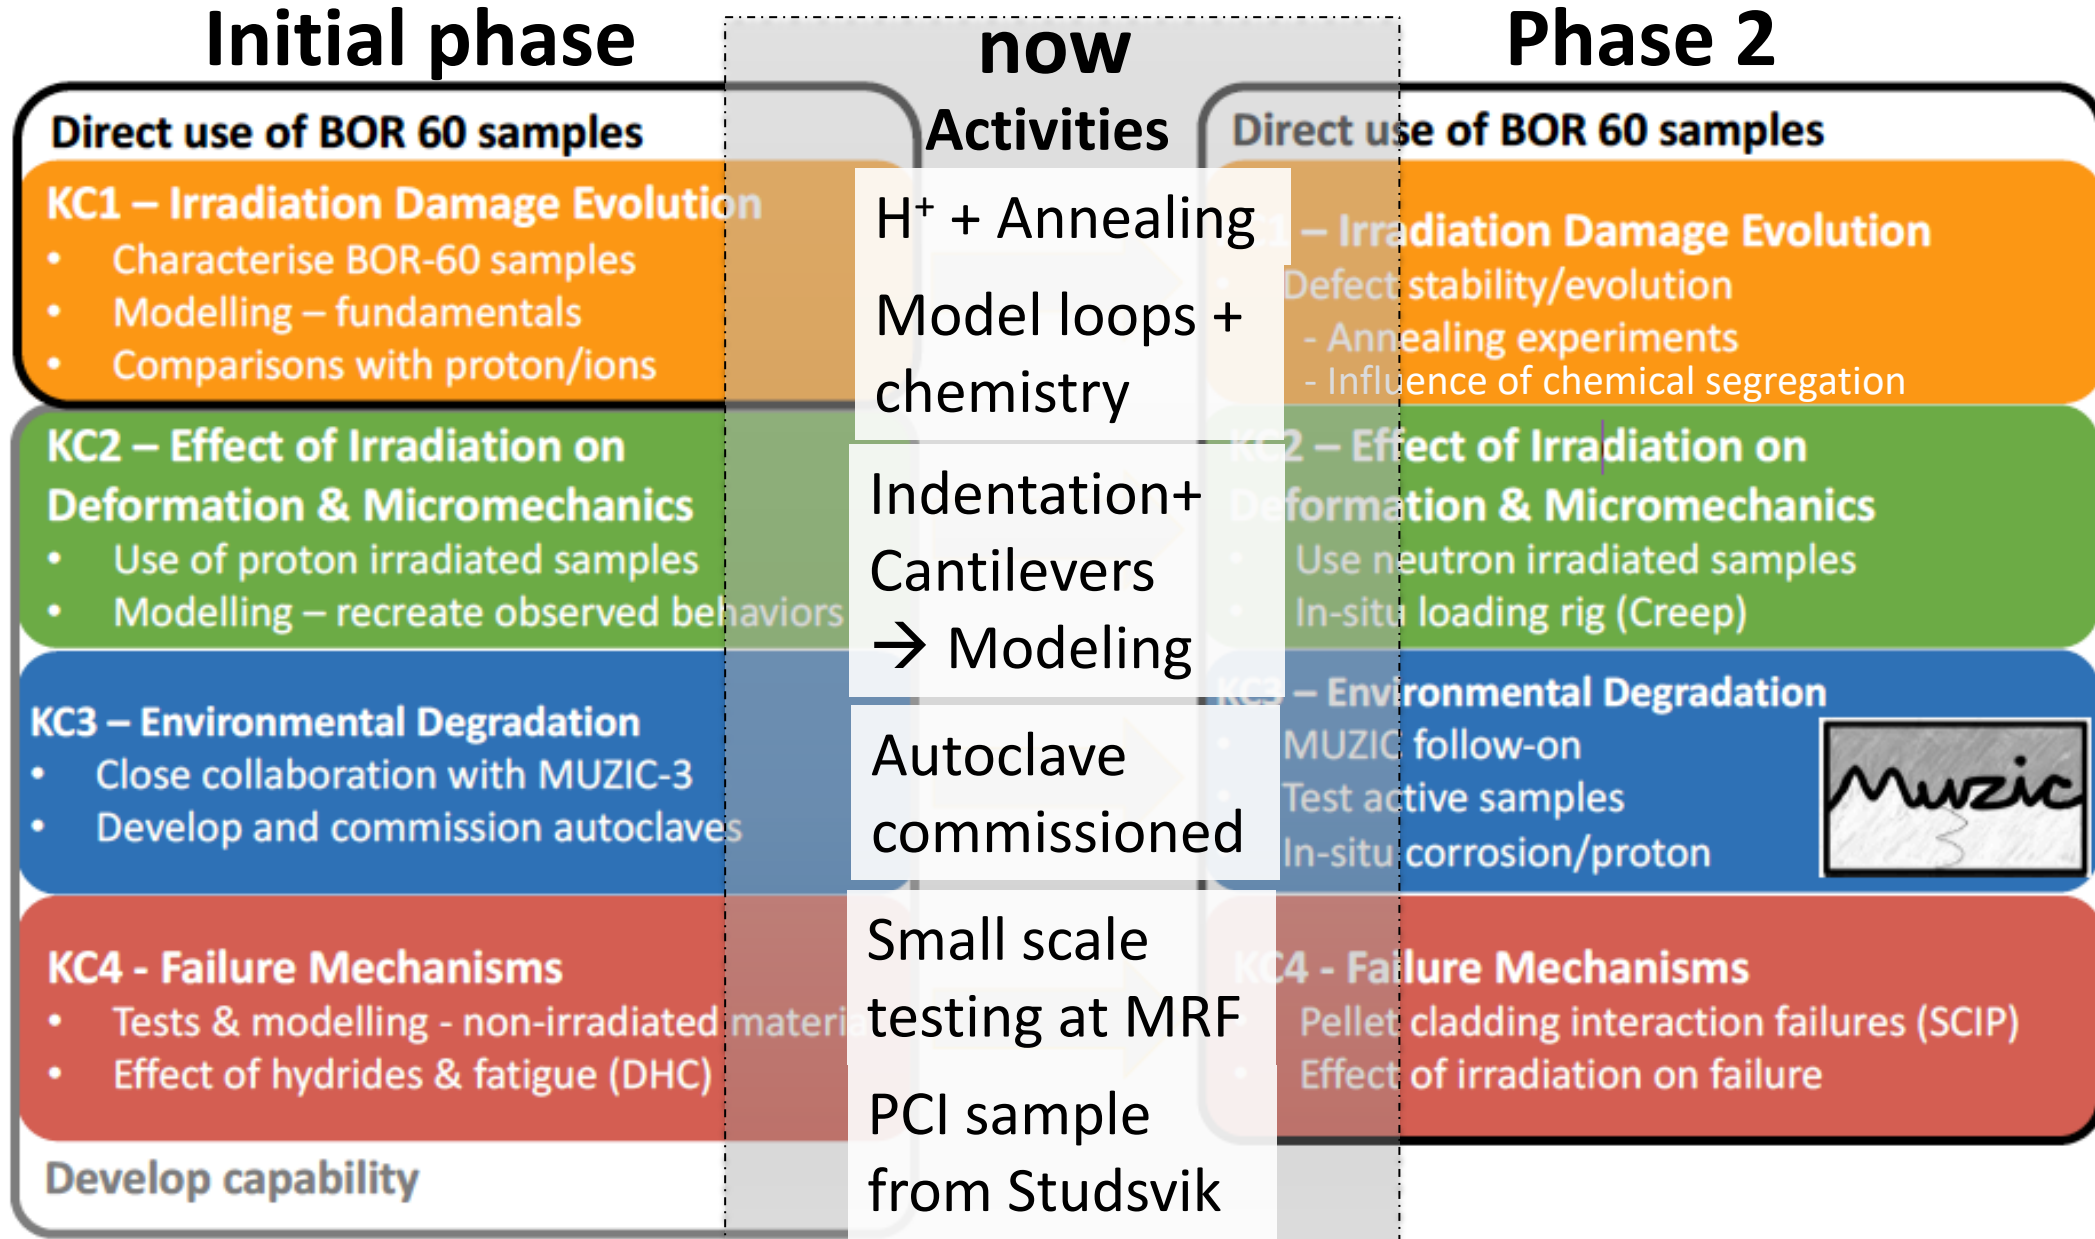 Initial phase
Direct use of BOR 60 samples
KC1 – Irradiation Damage Evolution
• Characterise BOR-60 samples
• Modelling – fundamentals
• Comparisons with proton/ions
KC2 – Effect of Irradiation on
Deformation & Micromechanics
• Use of proton irradiated samples
• Modelling – recreate observed behaviors
KC3 – Environmental Degradation
• Close collaboration with MUZIC-3
• Develop and commission autoclaves
KC4 - Failure Mechanisms
• Tests & modelling - non-irradiated
• Effect of hydrides & fatigue (DHC)
Develop capability
now
Activities
H⁺ + Annealing
Model loops +
chemistry
Indentation+
Cantilevers
→ Modeling
Autoclave
commissioned
Small scale
testing at MRF
PCI sample
from Studsvik
Phase 2
Direct use of BOR 60 samples
– Irradiation Damage Evolution
Defect stability/evolution
- Annealing experiments
- Influence of chemical segregation
KC2 – Effect of Irradiation on
Deformation & Micromechanics
• Use neutron irradiated samples
• In-situ loading rig (Creep)
KC3 – Environmental Degradation
• MUZIC follow-on
• Test active samples
In-situ corrosion/proton
Muzic
KC4 - Failure Mechanisms
• Pellet cladding interaction failures (SCIP)
• Effect of irradiation on failure